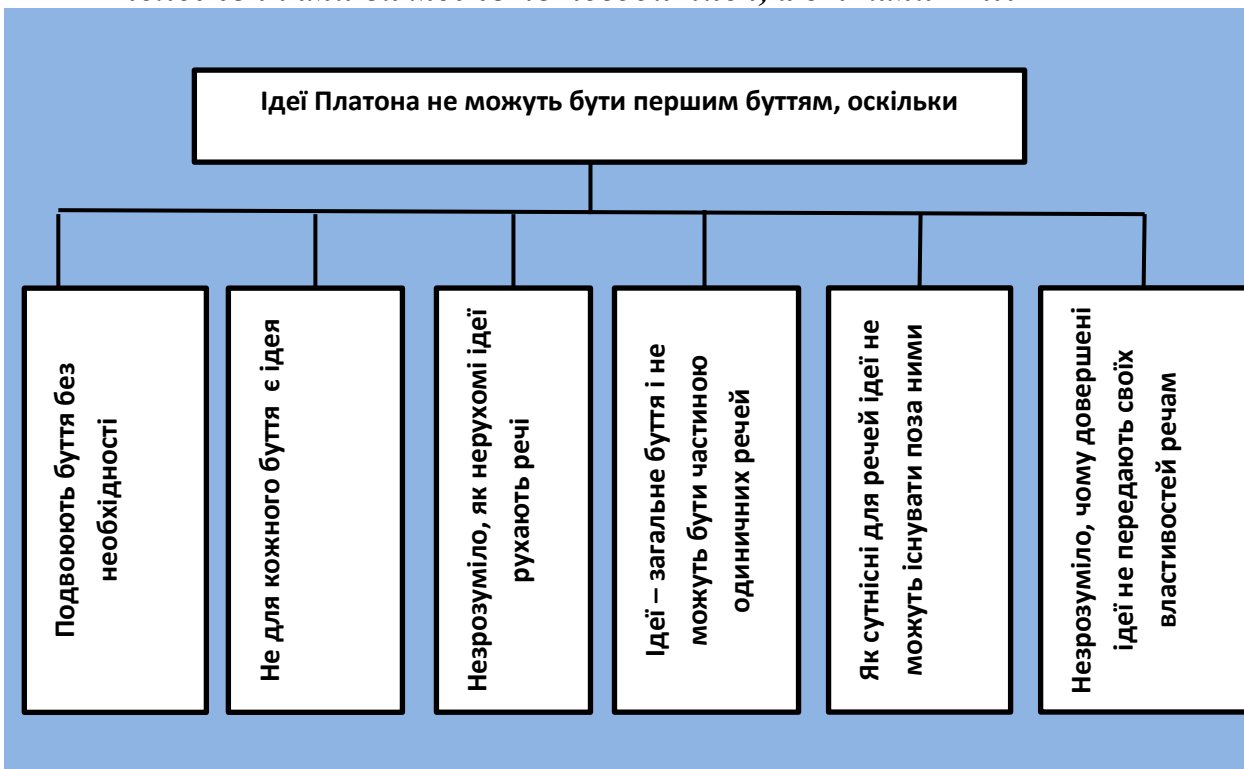 Ідеї Платона не можуть бути першим буттям, оскільки
Подвоюють буття без
необхідності
Не для кожного буття є ідея
Незрозуміло, як нерухомі ідеї
рухають речі
Ідеї – загальне буття і не
можуть бути частиною
одиничних речей
Як сутнісні для речей ідеї не
можуть існувати поза ними
Незрозуміло, чому довершені
ідеї не передають своїх
властивостей речам